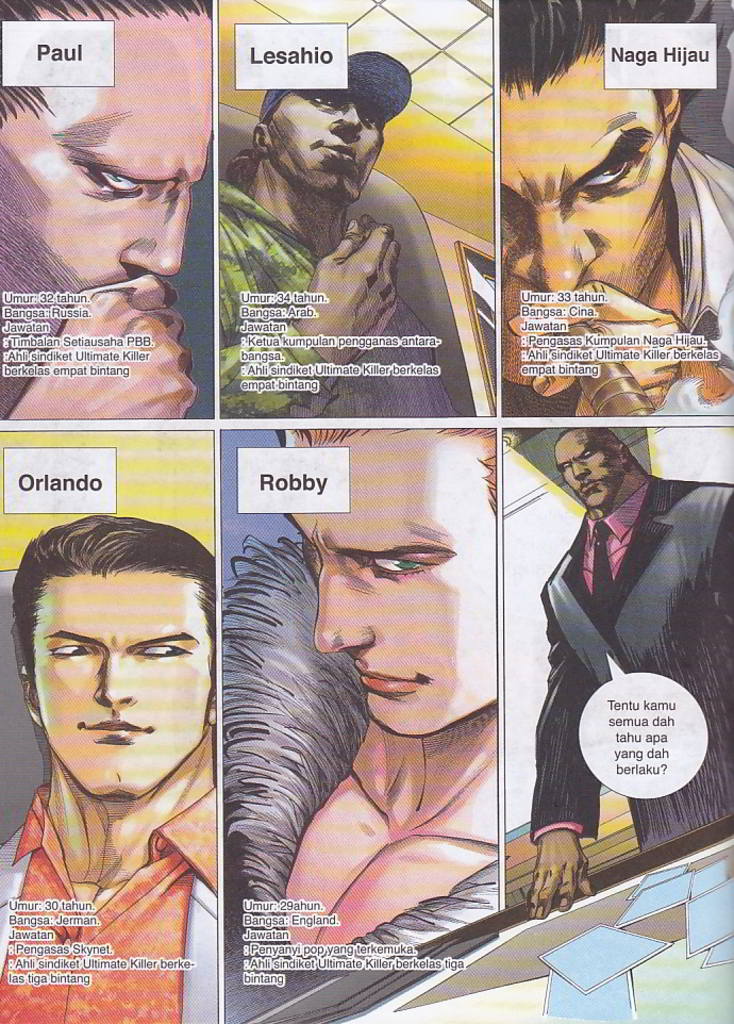 Paul
Umur: 32 tahun.
Bangsa: Russia.
Jawatan
: Timbalan Setiausaha PBB.
: Ahli sindiket Ultimate Killer
berkelas empat bintang
Lesahio
Umur: 34 tahun.
Bangsa: Arab.
Jawatan
: Ketua kumpulan pengganas antara-
bangsa.
: Ahli sindiket Ultimate Killer berkelas
empat bintang
Naga Hijau
Umur: 33 tahun.
Bangsa: Cina.
Jawatan
: Pengasas Kumpulan Naga Hijau.
: Ahli sindiket Ultimate Killer berkelas
empat bintang
Orlando
Umur: 30 tahun.
Bangsa: Jerman.
Jawatan
: Pengasas Skynet.
: Ahli sindiket Ultimate Killer berke-
las tiga bintang
Robby
Umur: 29ahun.
Bangsa: England.
Jawatan
: Penyanyi pop yang terkemuka.
: Ahli sindiket Ultimate Killer berkelas tiga
bintang
Tentu kamu
semua dah
tahu apa
yang dah
berlaku?